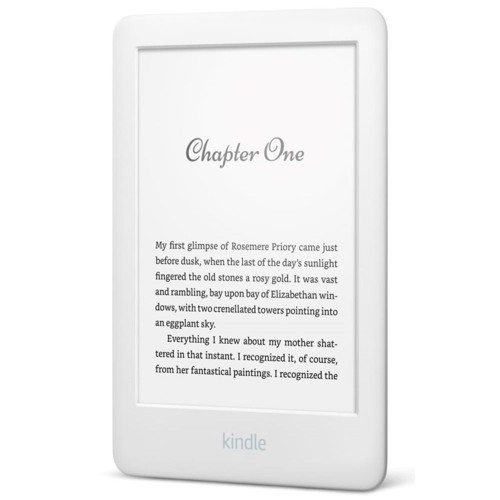 Chapter One
My first glimpse of Rosemere Priory came just
before dusk, when the last of the day's sunlight
fingered the old stones a rosy gold. It was vast
and rambling, bay upon bay of Elizabethan win-
dows, with two crenellated towers pointing into
an eggplant sky.
Everything I knew about my mother shat-
tered in that instant. I recognized it, of course,
from her fantastical paintings. I recognized the
kindle